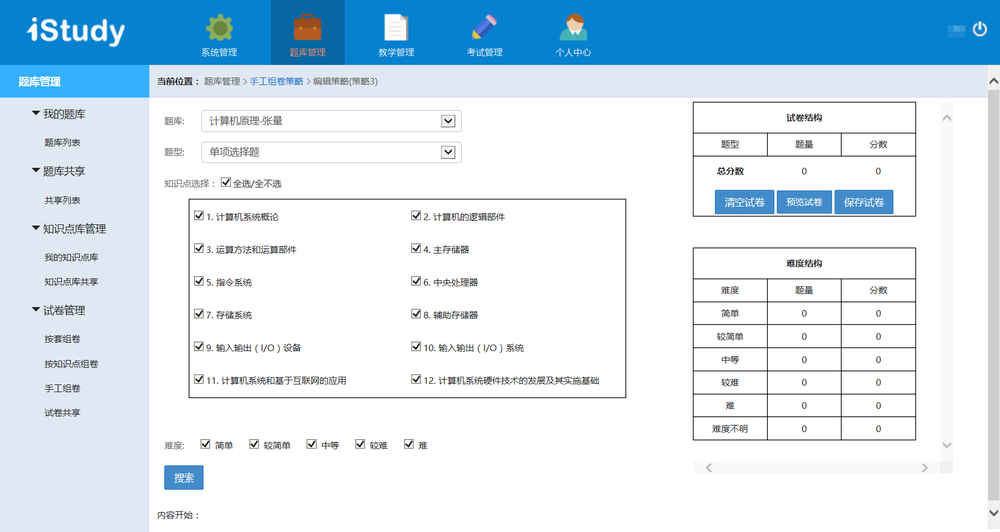 iStudy
系统管理
题库管理
教学管理
考试管理
个人中心
题库管理
我的题库
题库列表
题库共享
共享列表
知识点库管理
我的知识点库
知识点库共享
试卷管理
按套组卷
按知识点组卷
手工组卷
试卷共享
当前位置： 题库管理 > 手工组卷策略 > 编辑策略(策略3)
题库: 计算机原理-张量
题型: 单项选择题
知识点选择： 全选/全不选
1. 计算机系统概论 2. 计算机的逻辑部件
3. 运算方法和运算部件 4. 主存储器
5. 指令系统 6. 中央处理器
7. 存储系统 8. 辅助存储器
9. 输入输出（I/O）设备 10. 输入输出（I/O）系统
11. 计算机系统和基于互联网的应用 12. 计算机系统硬件技术的发展及其实施基础
难度: 简单 较简单 中等 较难 难
搜索
内容开始：
试卷结构
题型 题量 分数
总分数 0 0
清空试卷 预览试卷 保存试卷
难度结构
难度 题量 分数
简单 0 0
较简单 0 0
中等 0 0
较难 0 0
难 0 0
难度不明 0 0